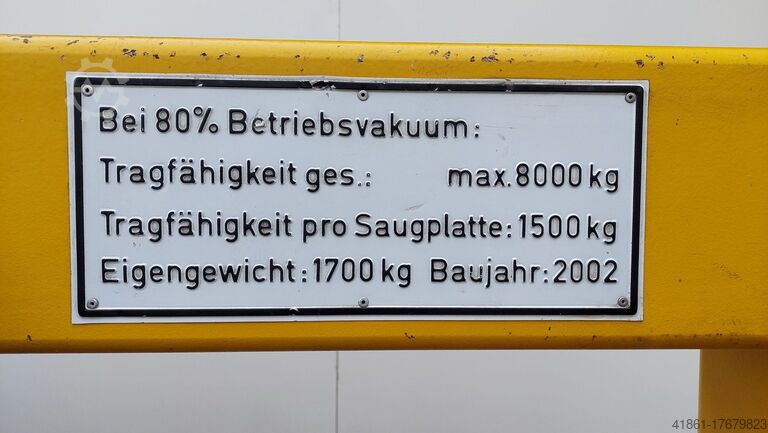 Bei 80% Betriebsvakuum:
Tragfähigkeit ges.: max.8000 kg
Tragfähigkeit pro Saugplatte: 1500 kg
Eigengewicht: 1700 kg Baujahr: 2002
41861-17679823